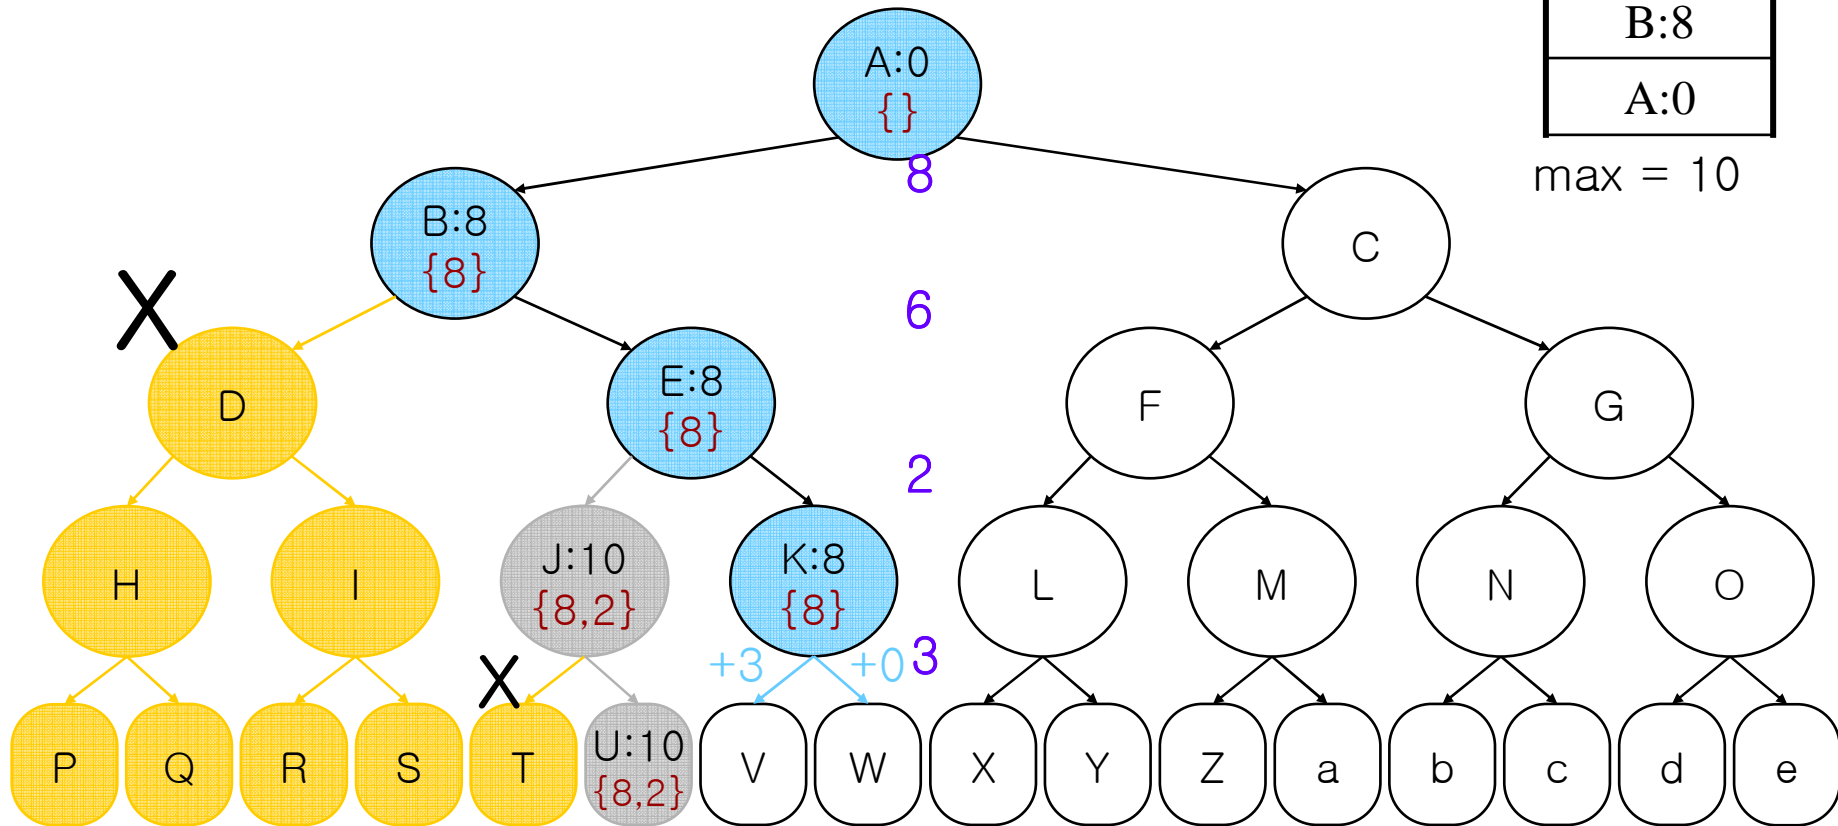 B:8
A:0
max = 10
A:0
{}
8
B:8
{8}
C
X
6
D
E:8
{8}
F
G
2
H
I
J:10
{8,2}
K:8
{8}
L
M
N
O
X
+3
+0
3
P
Q
R
S
T
U:10
{8,2}
V
W
X
Y
Z
a
b
c
d
e